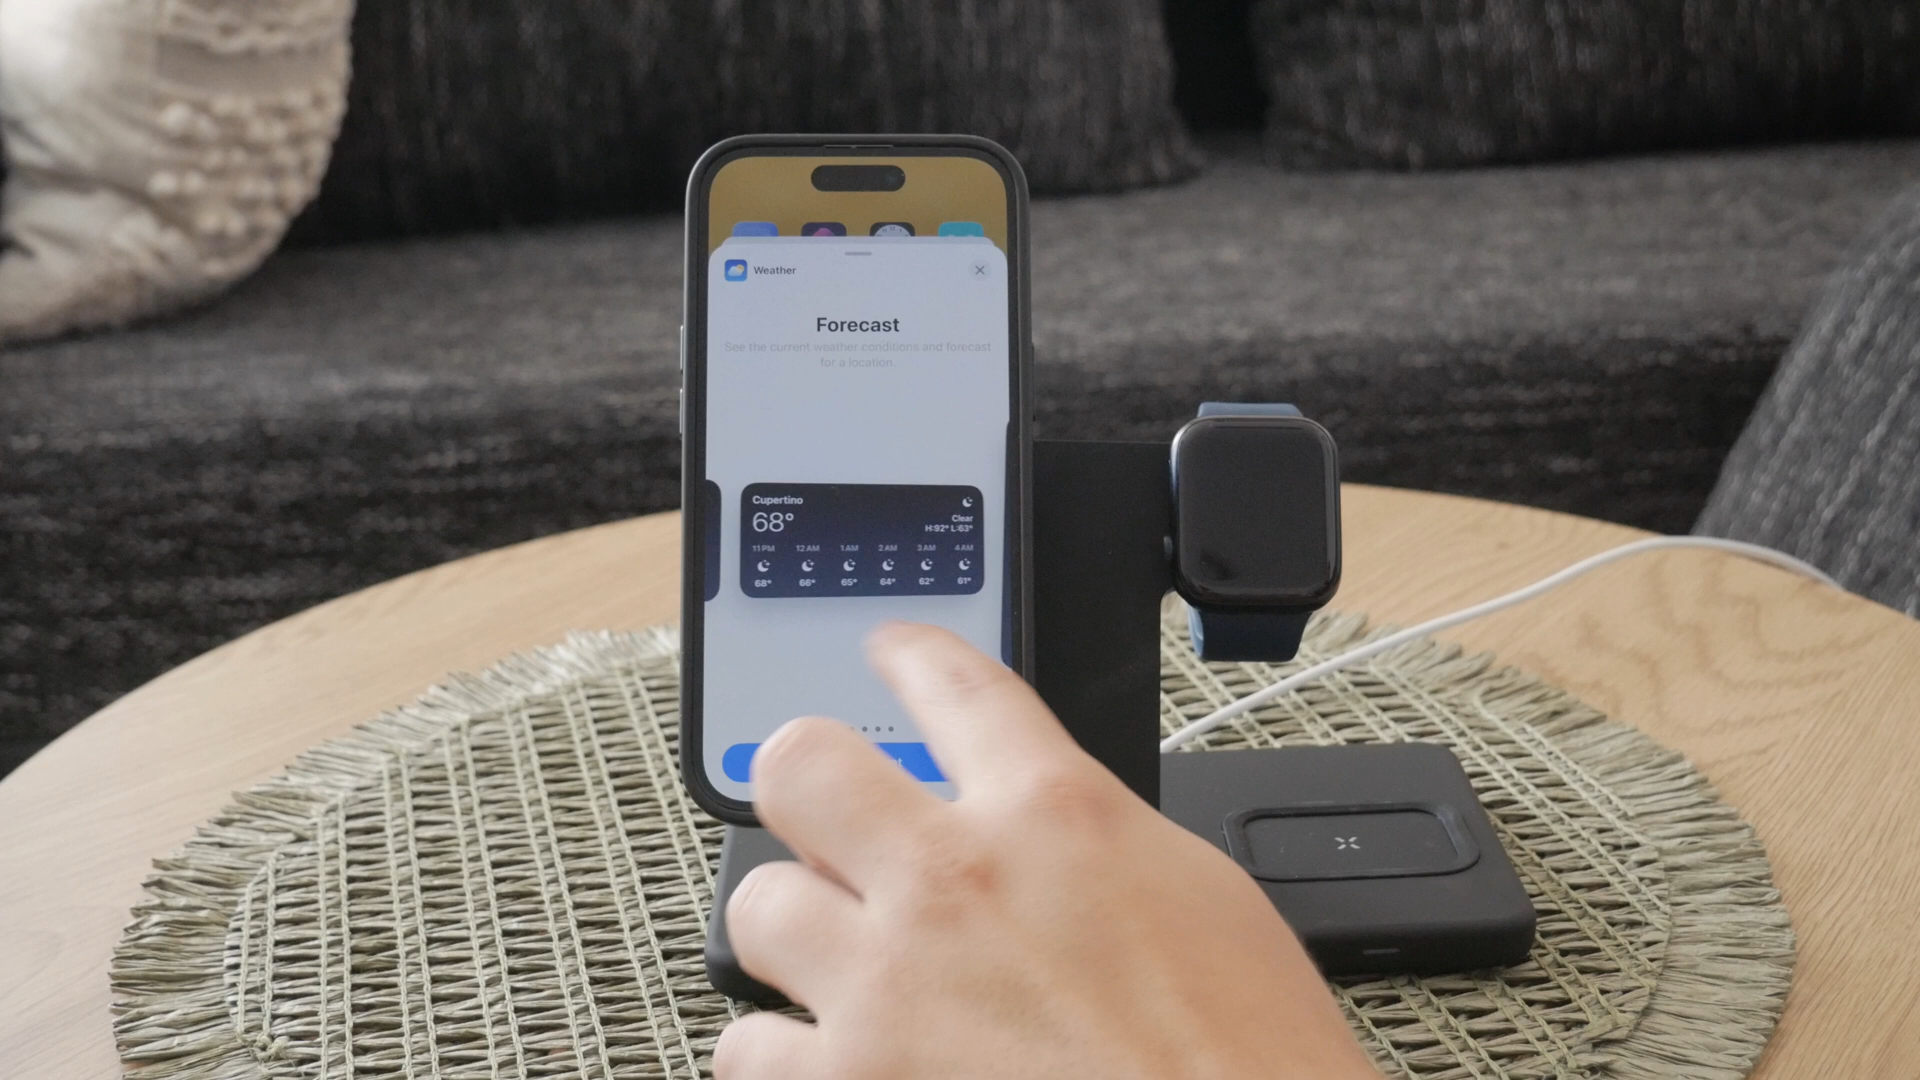 Weather
Forecast
See the current weather conditions and forecast
for a location.
Cupertino
68°
Clear
H:92° L:63°
11 PM 12 AM 1 AM 2 AM 3 AM 4 AM
68° 66° 65° 64° 62° 61°